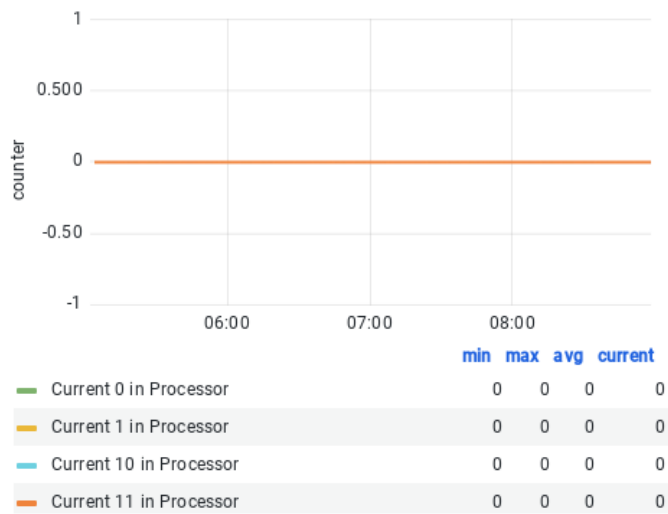 1
0.500
0
-0.50
-1
counter
06:00 07:00 08:00
min max avg current
Current 0 in Processor 0 0 0 0
Current 1 in Processor 0 0 0 0
Current 10 in Processor 0 0 0 0
Current 11 in Processor 0 0 0 0